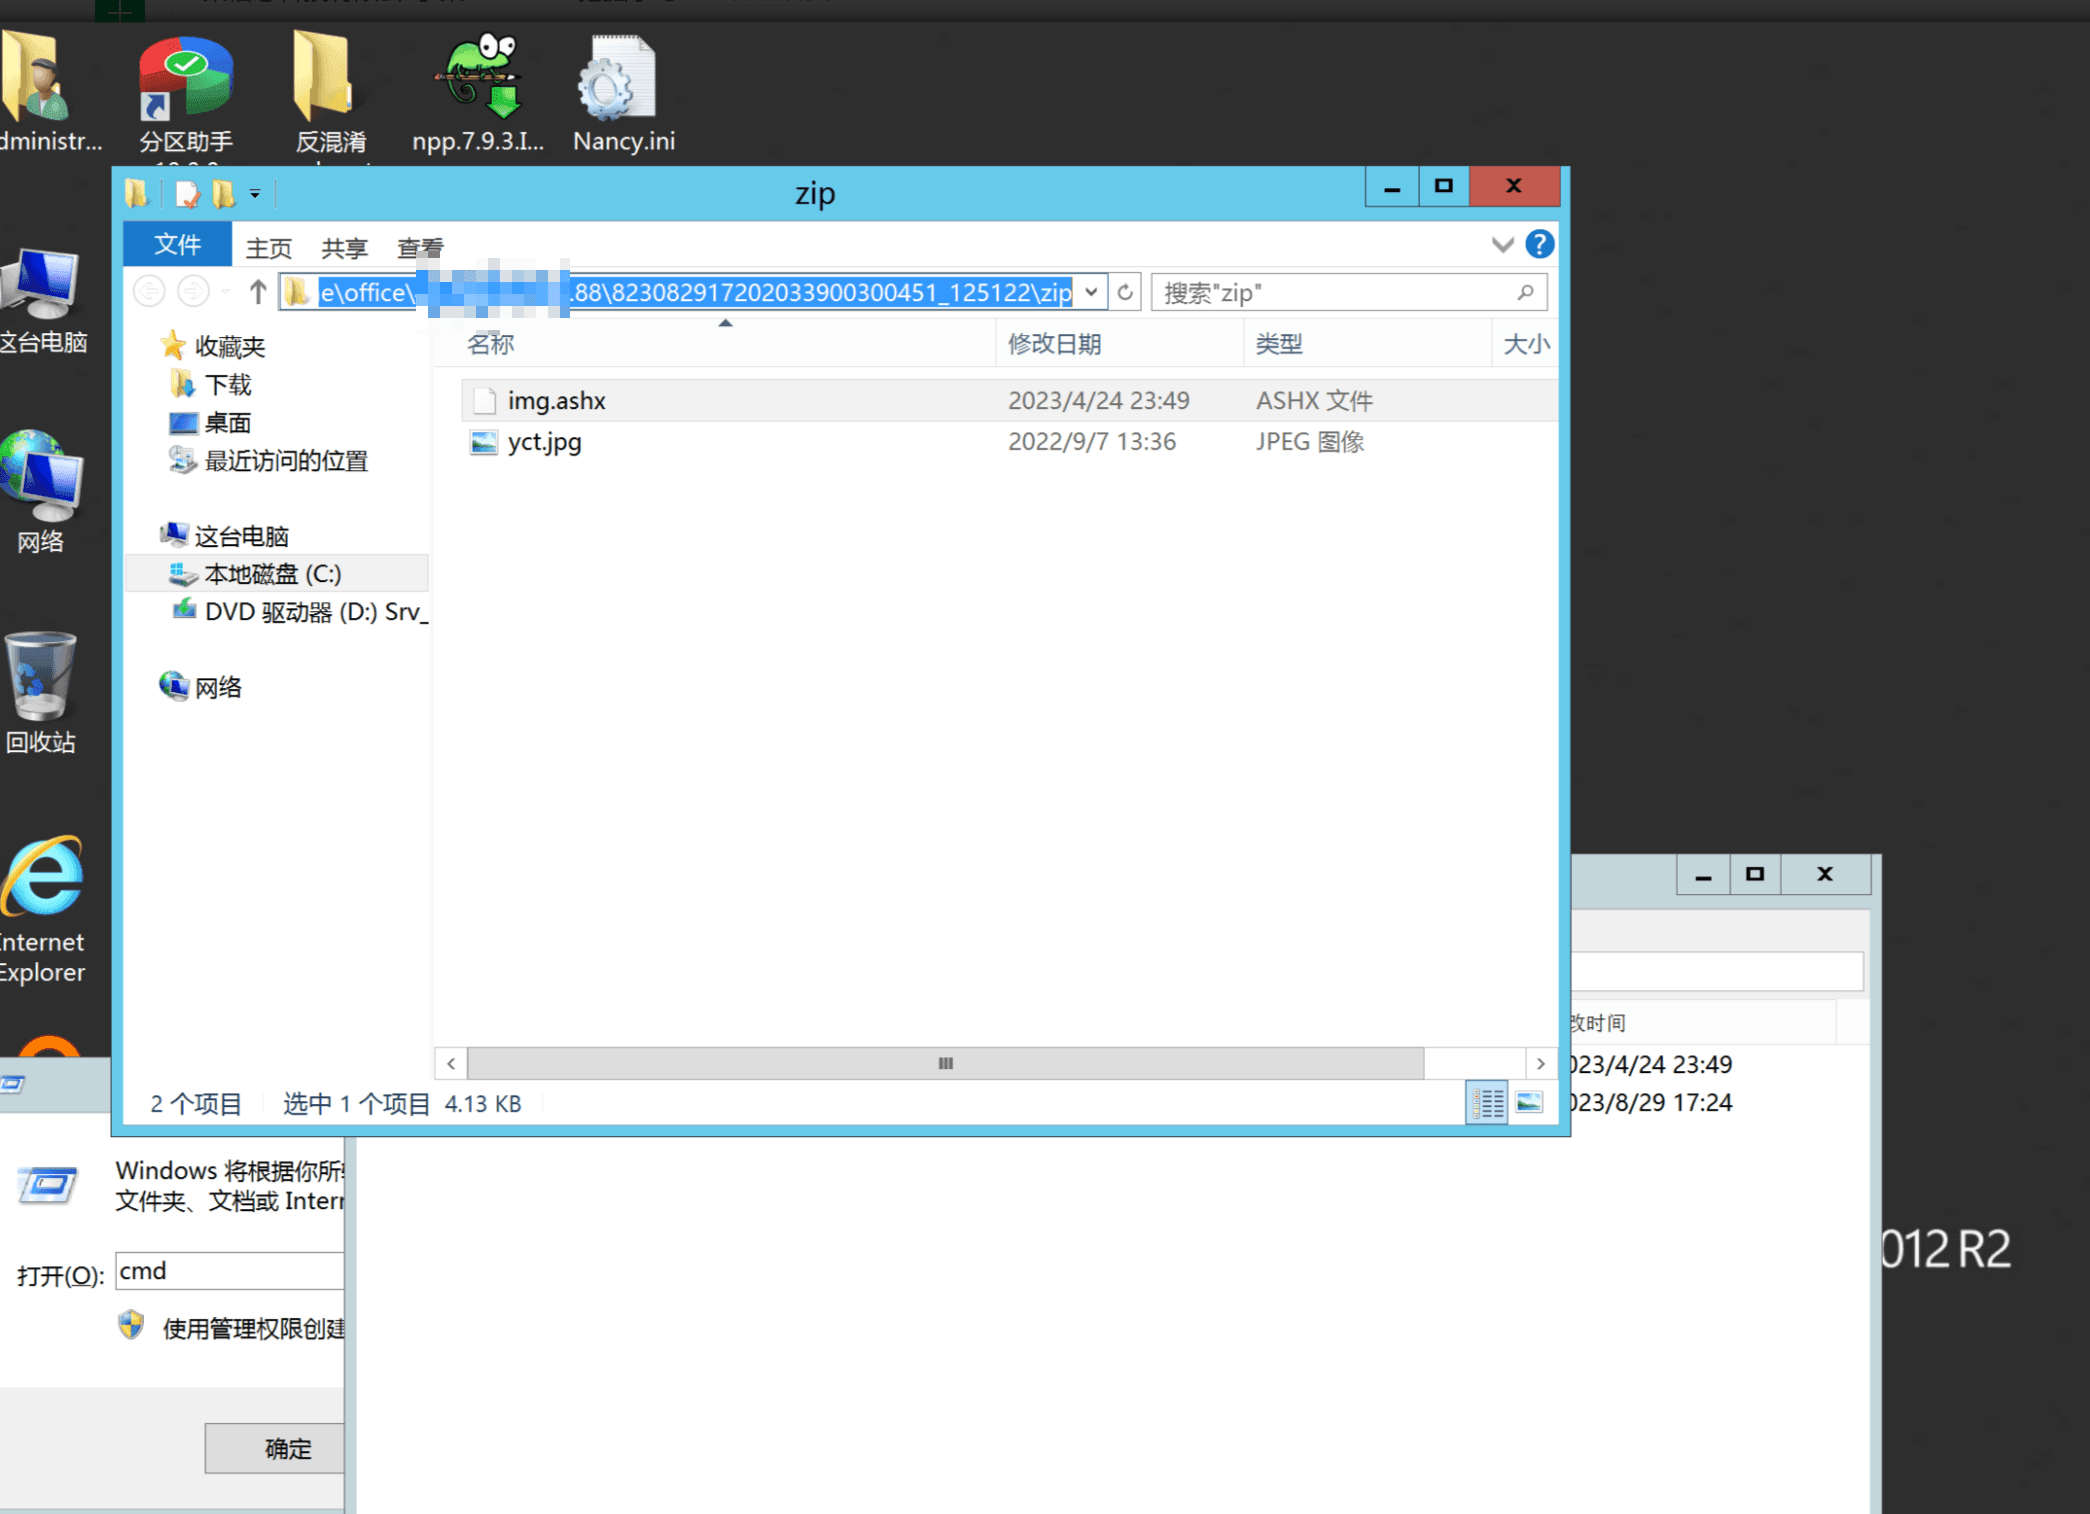 dministr...
分区助手
反混淆
npp.7.9.3.I...
Nancy.ini
zip
文件
主页
共享
查看
e\office\
.88\823082917202033900300451_125122\zip
搜索"zip"
这台电脑
收藏夹
下载
桌面
最近访问的位置
这台电脑
本地磁盘 (C:)
DVD 驱动器 (D:) Srv_
网络
名称
修改日期
类型
大小
img.ashx
2023/4/24 23:49
ASHX 文件
yct.jpg
2022/9/7 13:36
JPEG 图像
网络
回收站
Internet
Explorer
2 个项目
选中 1 个项目 4.13 KB
改时间
023/4/24 23:49
023/8/29 17:24
Windows 将根据你所
文件夹、文档或 Inter
打开(O):
cmd
使用管理权限创建
确定
012 R2